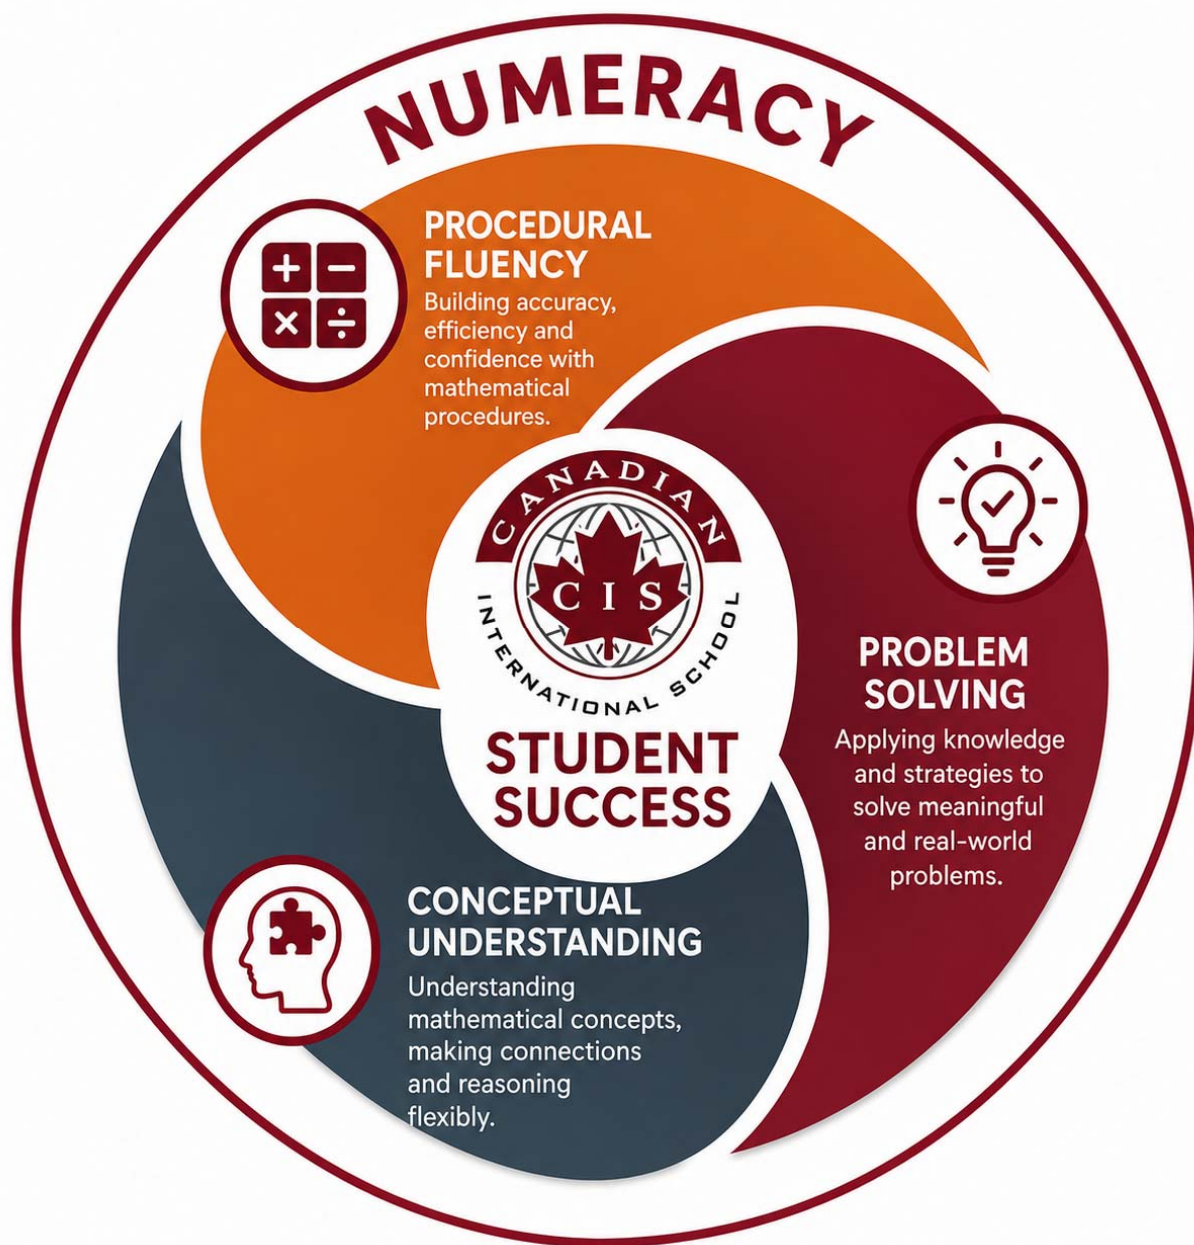 NUMERACY
PROCEDURAL
FLUENCY
Building accuracy,
efficiency and
confidence with
mathematical
procedures.
CANADIAN
CIS
INTERNATIONAL SCHOOL
STUDENT
SUCCESS
PROBLEM
SOLVING
Applying knowledge
and strategies to
solve meaningful
and real-world
problems.
CONCEPTUAL
UNDERSTANDING
Understanding
mathematical concepts,
making connections
and reasoning
flexibly.